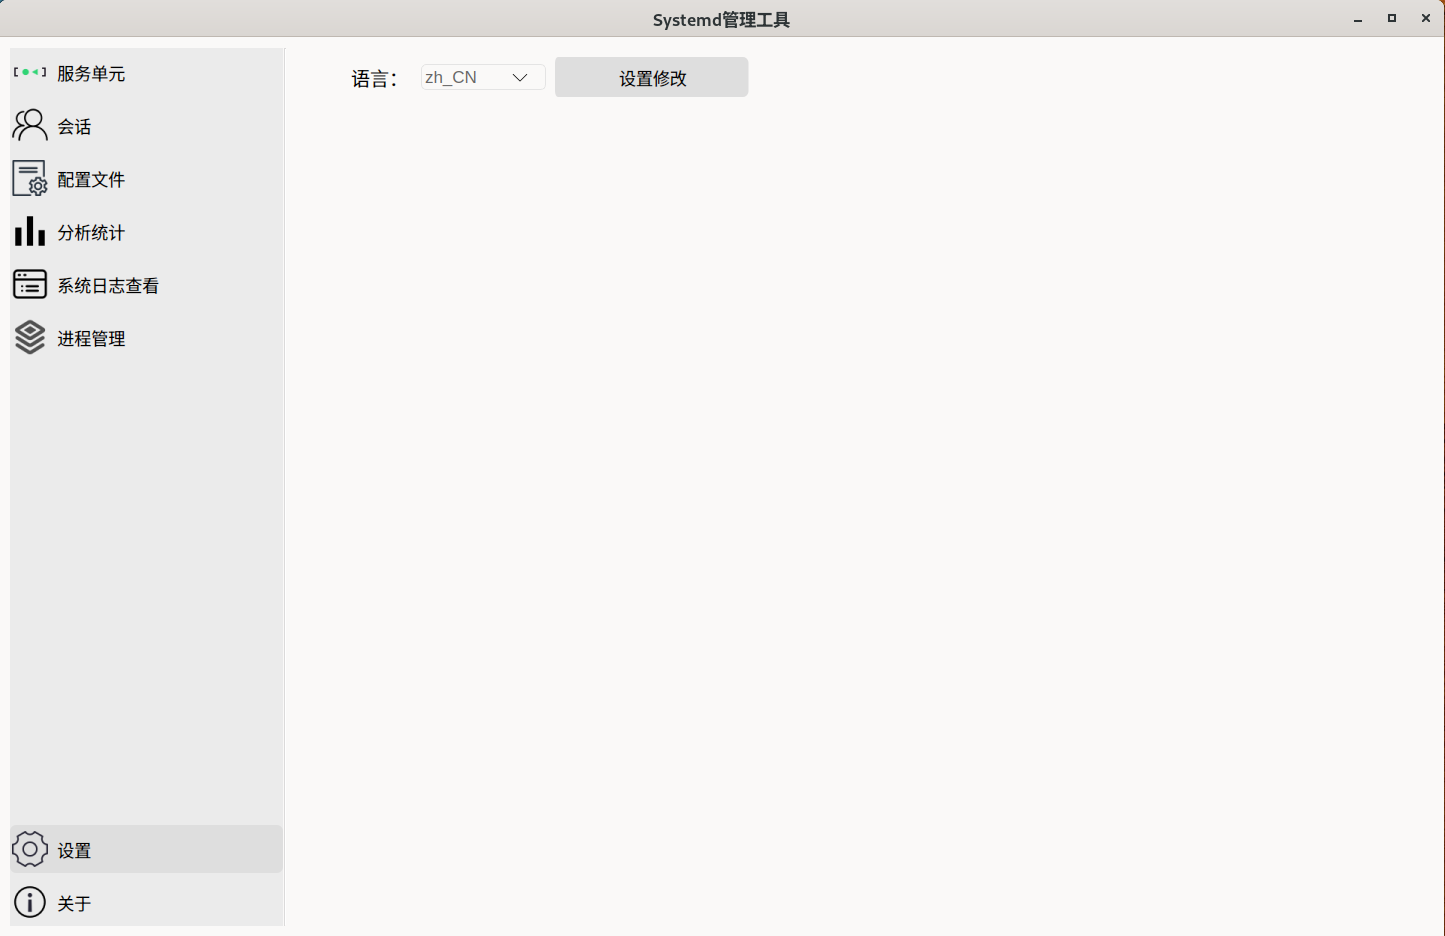 Systemd管理工具
服务单元
会话
配置文件
分析统计
系统日志查看
进程管理
设置
关于
语言： zh_CN 设置修改